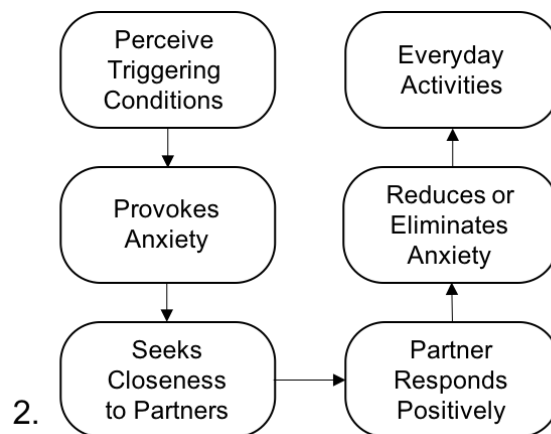 Perceive
Triggering
Conditions
Provokes
Anxiety
Seeks
Closeness
to Partners
Partner
Responds
Positively
Reduces or
Eliminates
Anxiety
Everyday
Activities
2.